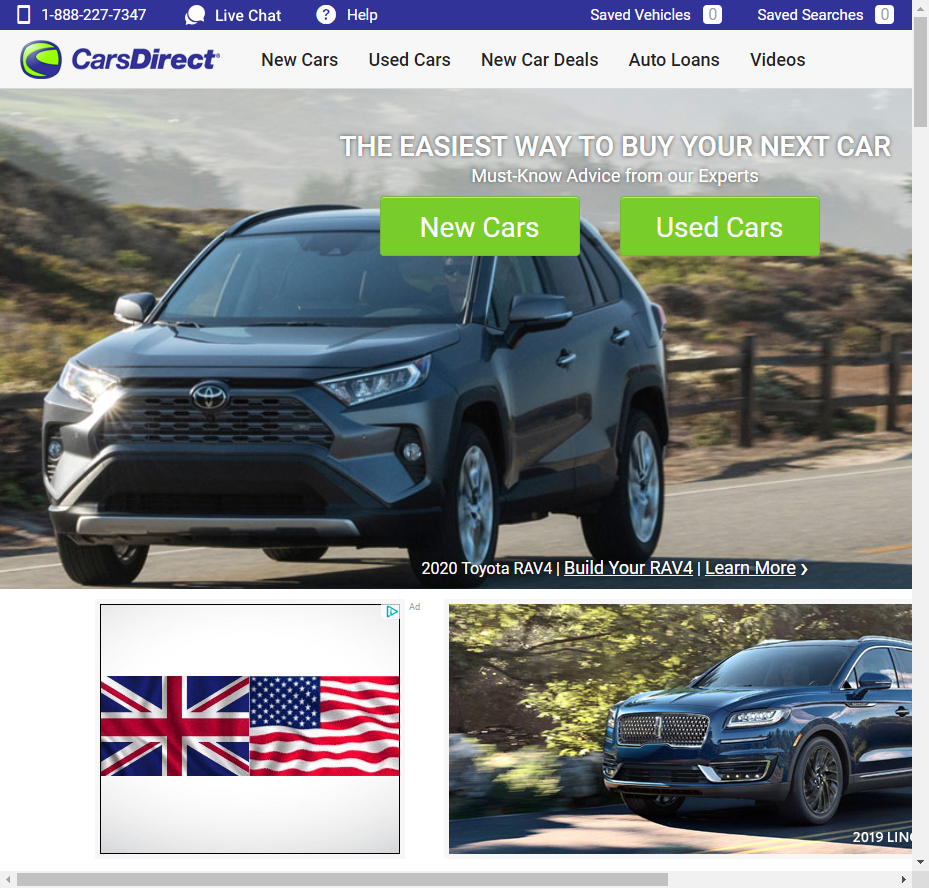 1-888-227-7347 Live Chat ? Help Saved Vehicles 0 Saved Searches 0
CarsDirect® New Cars Used Cars New Car Deals Auto Loans Videos
THE EASIEST WAY TO BUY YOUR NEXT CAR
Must-Know Advice from our Experts
New Cars Used Cars
2020 Toyota RAV4 | Build Your RAV4 | Learn More ›
Ad
2019 LINC